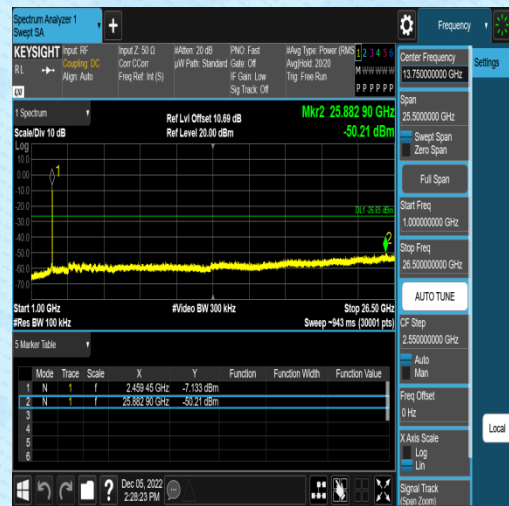 Spectrum Analyzer 1
Swept SA
Frequency
KEYSIGHT
Input: RF
Input Z: 50 Ω
#Atten: 20 dB
PNO: Fast
#Avg Type: Power (RMS
1 2 3 4 5 6
RL
Coupling: DC
Corr CCorr
µW Path: Standard
Gate: Off
Avg|Hold: 20/20
M W W W W W
Align: Auto
Freq Ref: Int (S)
IF Gain: Low
Trig: Free Run
Sig Track: Off
P P P P P P
LXI
Center Frequency
13.750000000 GHz
Settings
Span
25.5000000 GHz
Swept Span
Zero Span
Full Span
Start Freq
1.000000000 GHz
Stop Freq
26.500000000 GHz
AUTO TUNE
CF Step
2.550000000 GHz
Auto
Man
Freq Offset
0 Hz
X Axis Scale
Log
Lin
Signal Track
(Span Zoom)
Local
1 Spectrum
Scale/Div 10 dB
Ref Lvl Offset 10.69 dB
Ref Level 20.00 dBm
Mkr2 25.882 90 GHz
-50.21 dBm
Log
10.0
0.00
-10.0
-20.0
-30.0
-40.0
-50.0
-60.0
-70.0
1
DL1 -26.65 dBm
2
Start 1.00 GHz
#Video BW 300 kHz
Stop 26.50 GHz
#Res BW 100 kHz
Sweep ~943 ms (30001 pts)
5 Marker Table
Mode Trace Scale X Y Function Function Width Function Value
1 N 1 f 2.459 45 GHz -7.133 dBm
2 N 1 f 25.882 90 GHz -50.21 dBm
3
4
5
6
?
Dec 05, 2022
2:28:23 PM